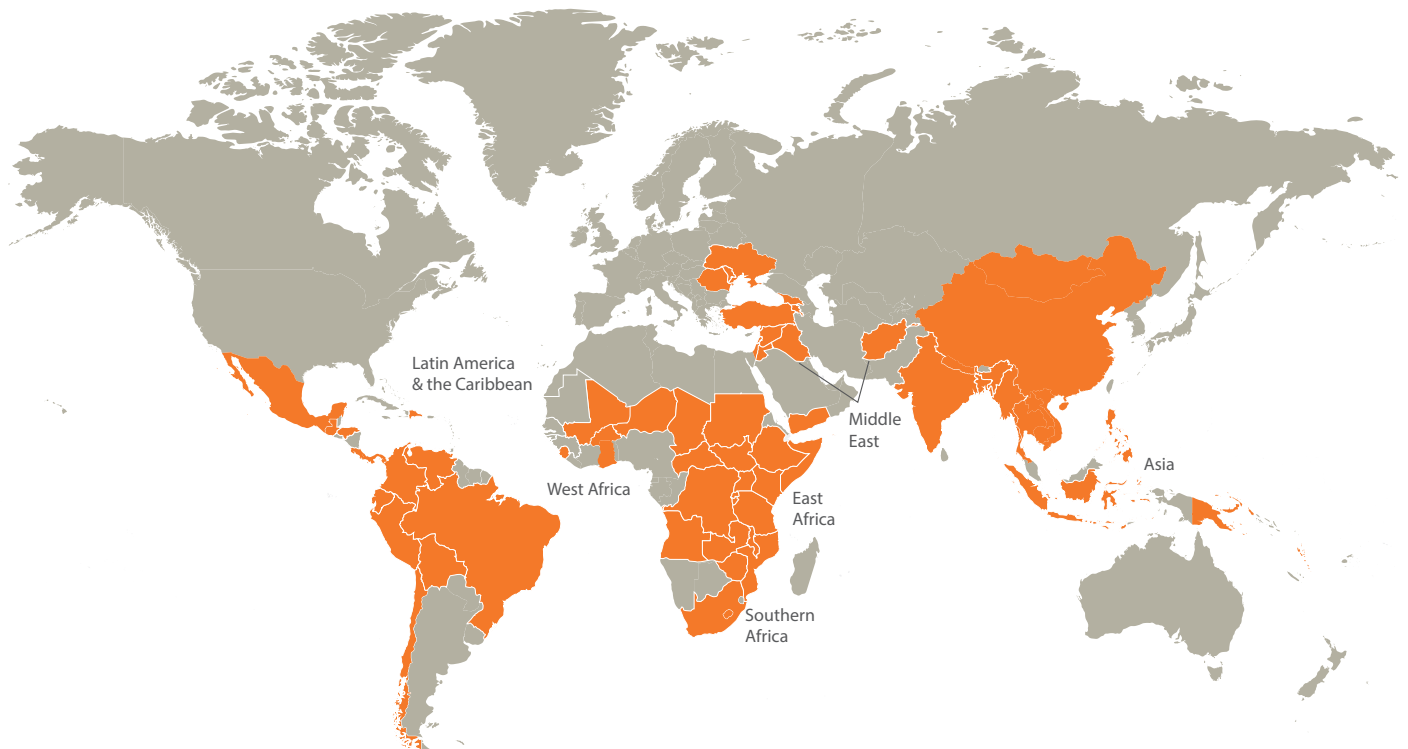 Latin America
& the Caribbean
Middle
East
Asia
West Africa
East
Africa
Southern
Africa